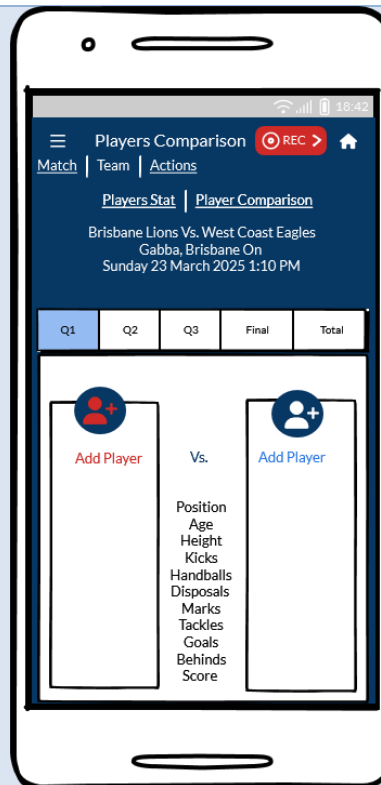 18:42
Players Comparison REC
Match Team Actions
Players Stat Player Comparison
Brisbane Lions Vs. West Coast Eagles
Gabba, Brisbane On
Sunday 23 March 2025 1:10 PM
Q1 Q2 Q3 Final Total
Add Player Vs. Add Player
Position
Age
Height
Kicks
Handballs
Disposals
Marks
Tackles
Goals
Behinds
Score